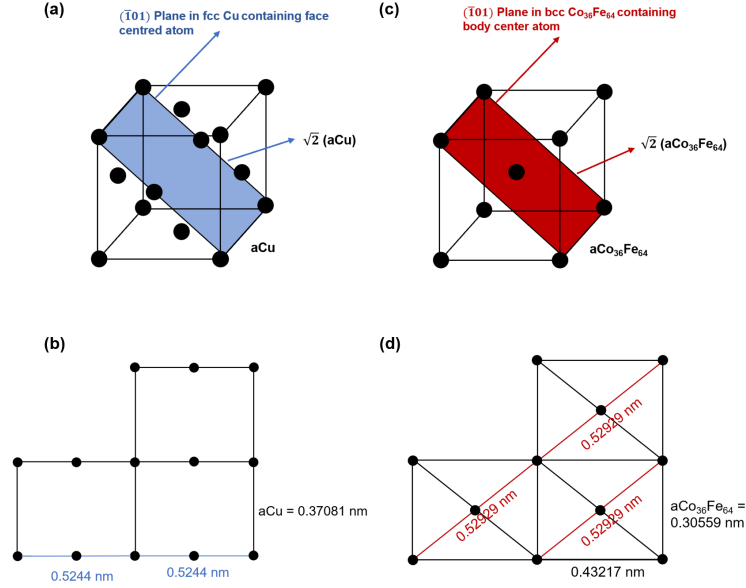 (a)
(1̄01) Plane in fcc Cu containing face
centred atom
√2 (aCu)
aCu
(c)
(1̄01) Plane in bcc Co₃₆Fe₆₄ containing
body center atom
√2 (aCo₃₆Fe₆₄)
aCo₃₆Fe₆₄
(b)
aCu = 0.37081 nm
0.5244 nm
0.5244 nm
(d)
0.52929 nm
0.52929 nm
0.52929 nm
aCo₃₆Fe₆₄ =
0.30559 nm
0.43217 nm